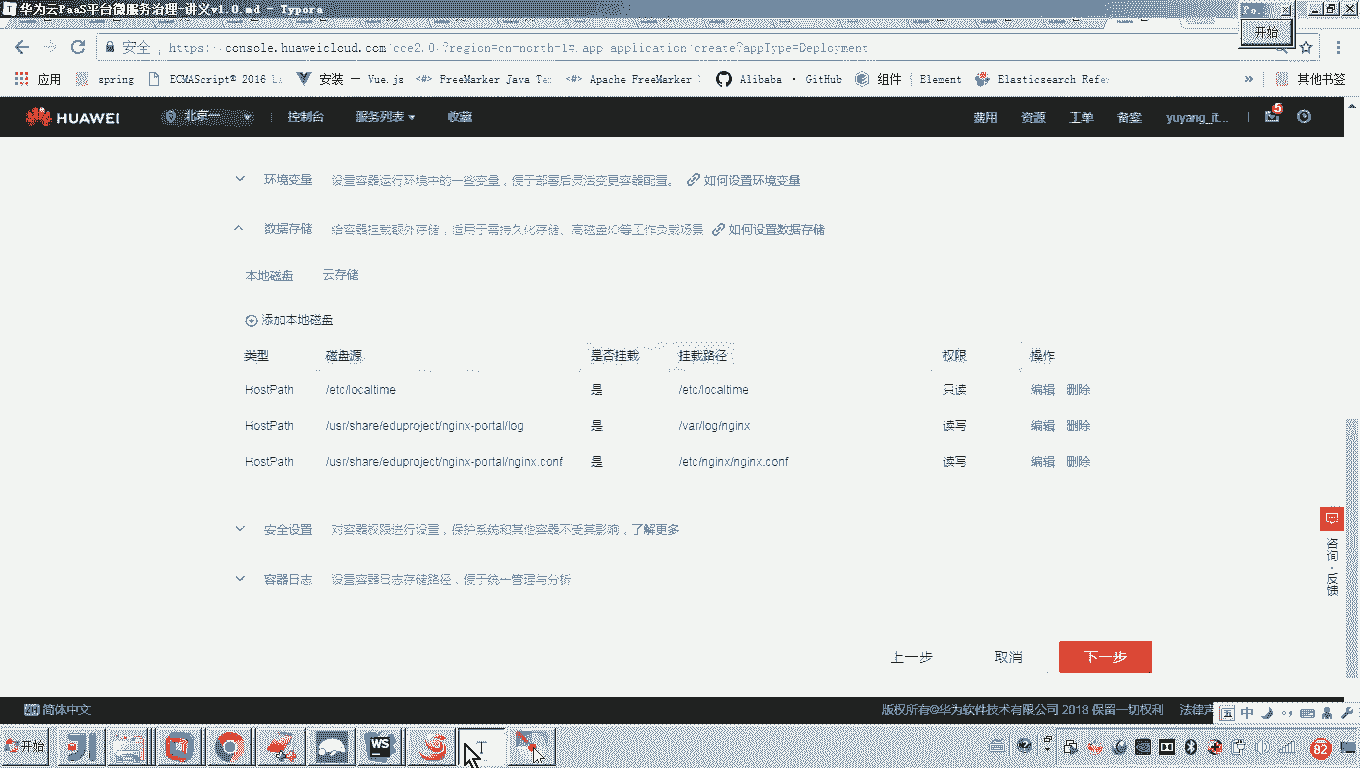 华为云PaaS平台微服务治理-讲义v1.0.md - Typora
开始
安全
https://console.huaweicloud.com/cce2.0/?region=cn-north-1#/app/application/create?appType=Deployment
应用 spring ECMAScript® 2016 安装 — Vue.js FreeMarker Java Apache FreeMarker Alibaba · GitHub 组件 Element Elasticsearch » 其他书签
HUAWEI 北京一 控制台 服务列表 收藏 费用 资源 工单 备案 yuyang_it... 5
环境变量 设置容器运行环境中的一些变量，便于部署后灵活变更容器配置。 如何设置环境变量
数据存储 给容器挂载额外存储，适用于需持久化存储、高磁盘IO等工作负载场景 如何设置数据存储
本地磁盘 云存储
添加本地磁盘
类型 磁盘源 是否挂载 挂载路径 权限 操作
HostPath /etc/localtime 是 /etc/localtime 只读 编辑 删除
HostPath /usr/share/eduproject/nginx-portal/log 是 /var/log/nginx 读写 编辑 删除
HostPath /usr/share/eduproject/nginx-portal/nginx.conf 是 /etc/nginx/nginx.conf 读写 编辑 删除
安全设置 对容器权限进行设置，保护系统和其他容器不受其影响，了解更多
容器日志 设置容器日志存储路径、便于统一管理与分析
咨询·反馈
上一步 取消 下一步
简体中文 版权所有©华为软件技术有限公司 2018 保留一切权利 法律声
中
开始 WS T 82